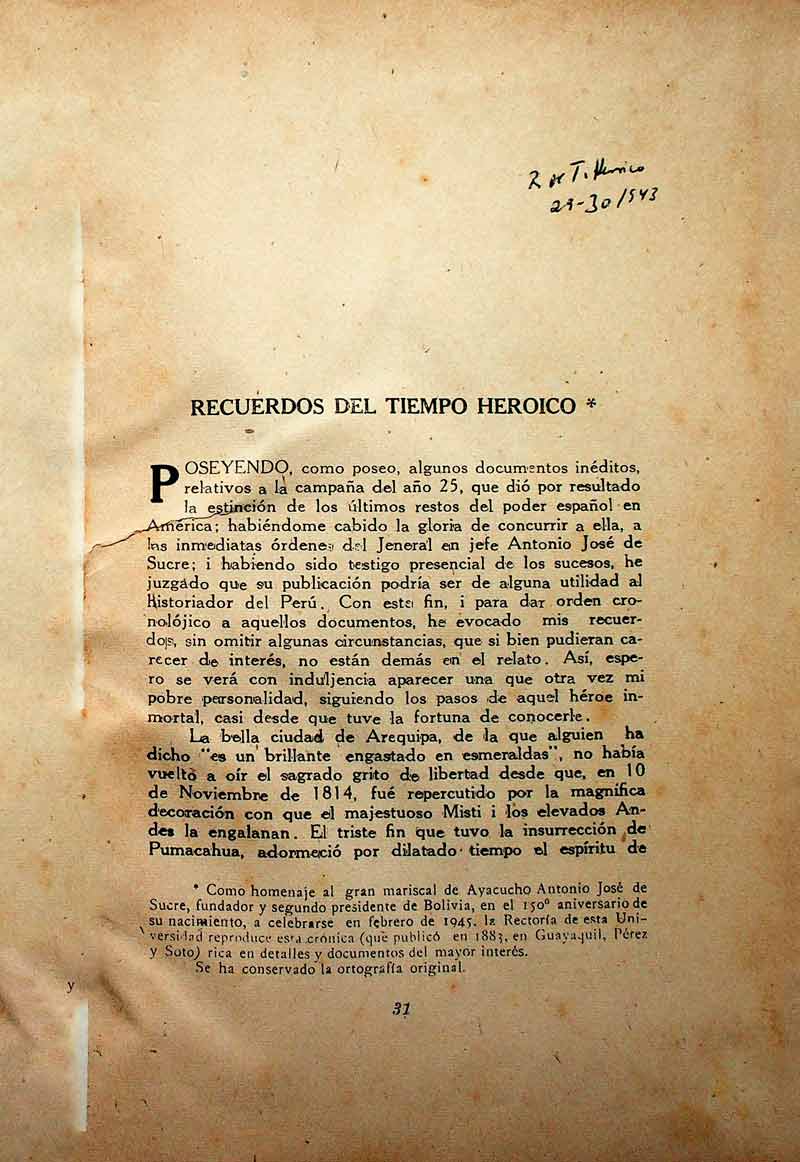 29-30/543
RECUERDOS DEL TIEMPO HEROICO *
POSEYENDO, como poseo, algunos documentos inéditos,
relativos a la campaña del año 25, que dió por resultado
la estinción de los últimos restos del poder español en
América; habiéndome cabido la gloria de concurrir a ella, a
las inmediatas órdenes del Jeneral en jefe Antonio José de
Sucre; i habiendo sido testigo presencial de los sucesos, he
juzgado que su publicación podría ser de alguna utilidad al
Historiador del Perú. Con este fin, i para dar orden cro-
nolójico a aquellos documentos, he evocado mis recuer-
dos, sin omitir algunas circunstancias, que si bien pudieran ca-
recer de interés, no están demás en el relato. Así, espe-
ro se verá con induljencia aparecer una que otra vez mi
pobre personalidad, siguiendo los pasos de aquel héroe in-
mortal, casi desde que tuve la fortuna de conocerle.
La bella ciudad de Arequipa, de la que alguien ha
dicho "es un brillante engastado en esmeraldas", no había
vuelto a oír el sagrado grito de libertad desde que, en 10
de Noviembre de 1814, fué repercutido por la magnífica
decoración con que el majestuoso Misti i los elevados An-
des la engalanan. El triste fin que tuvo la insurrección de
Pumacahua, adormeció por dilatado tiempo el espíritu de
* Como homenaje al gran mariscal de Ayacucho Antonio José de
Sucre, fundador y segundo presidente de Bolivia, en el 150º aniversario de
su nacimiento, a celebrarse en febrero de 1945, la Rectoría de esta Uni-
versidad reproduce esta crónica (que publicó en 1883, en Guayaquil, Pérez
y Soto) rica en detalles y documentos del mayor interés.
Se ha conservado la ortografía original.
y
31